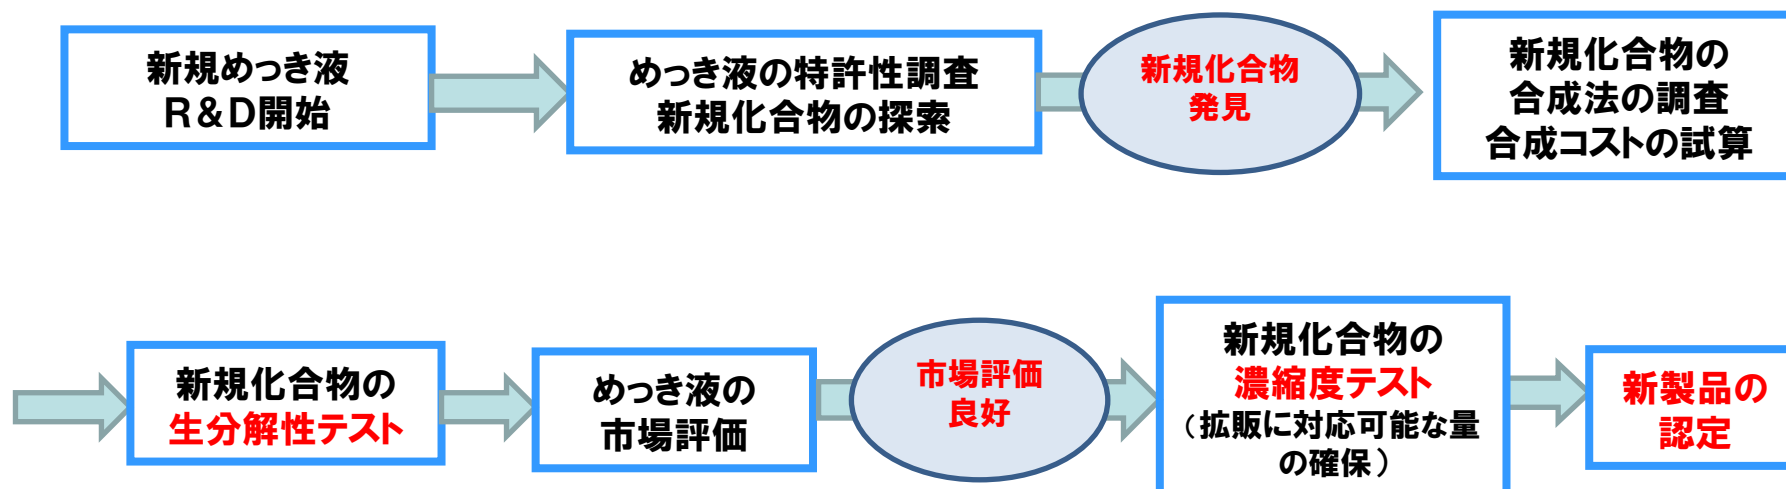 新規めっき液
R&D開始
めっき液の特許性調査
新規化合物の探索
新規化合物
発見
新規化合物の
合成法の調査
合成コストの試算
新規化合物の
生分解性テスト
めっき液の
市場評価
市場評価
良好
新規化合物の
濃縮度テスト
(拡販に対応可能な量
の確保)
新製品の
認定